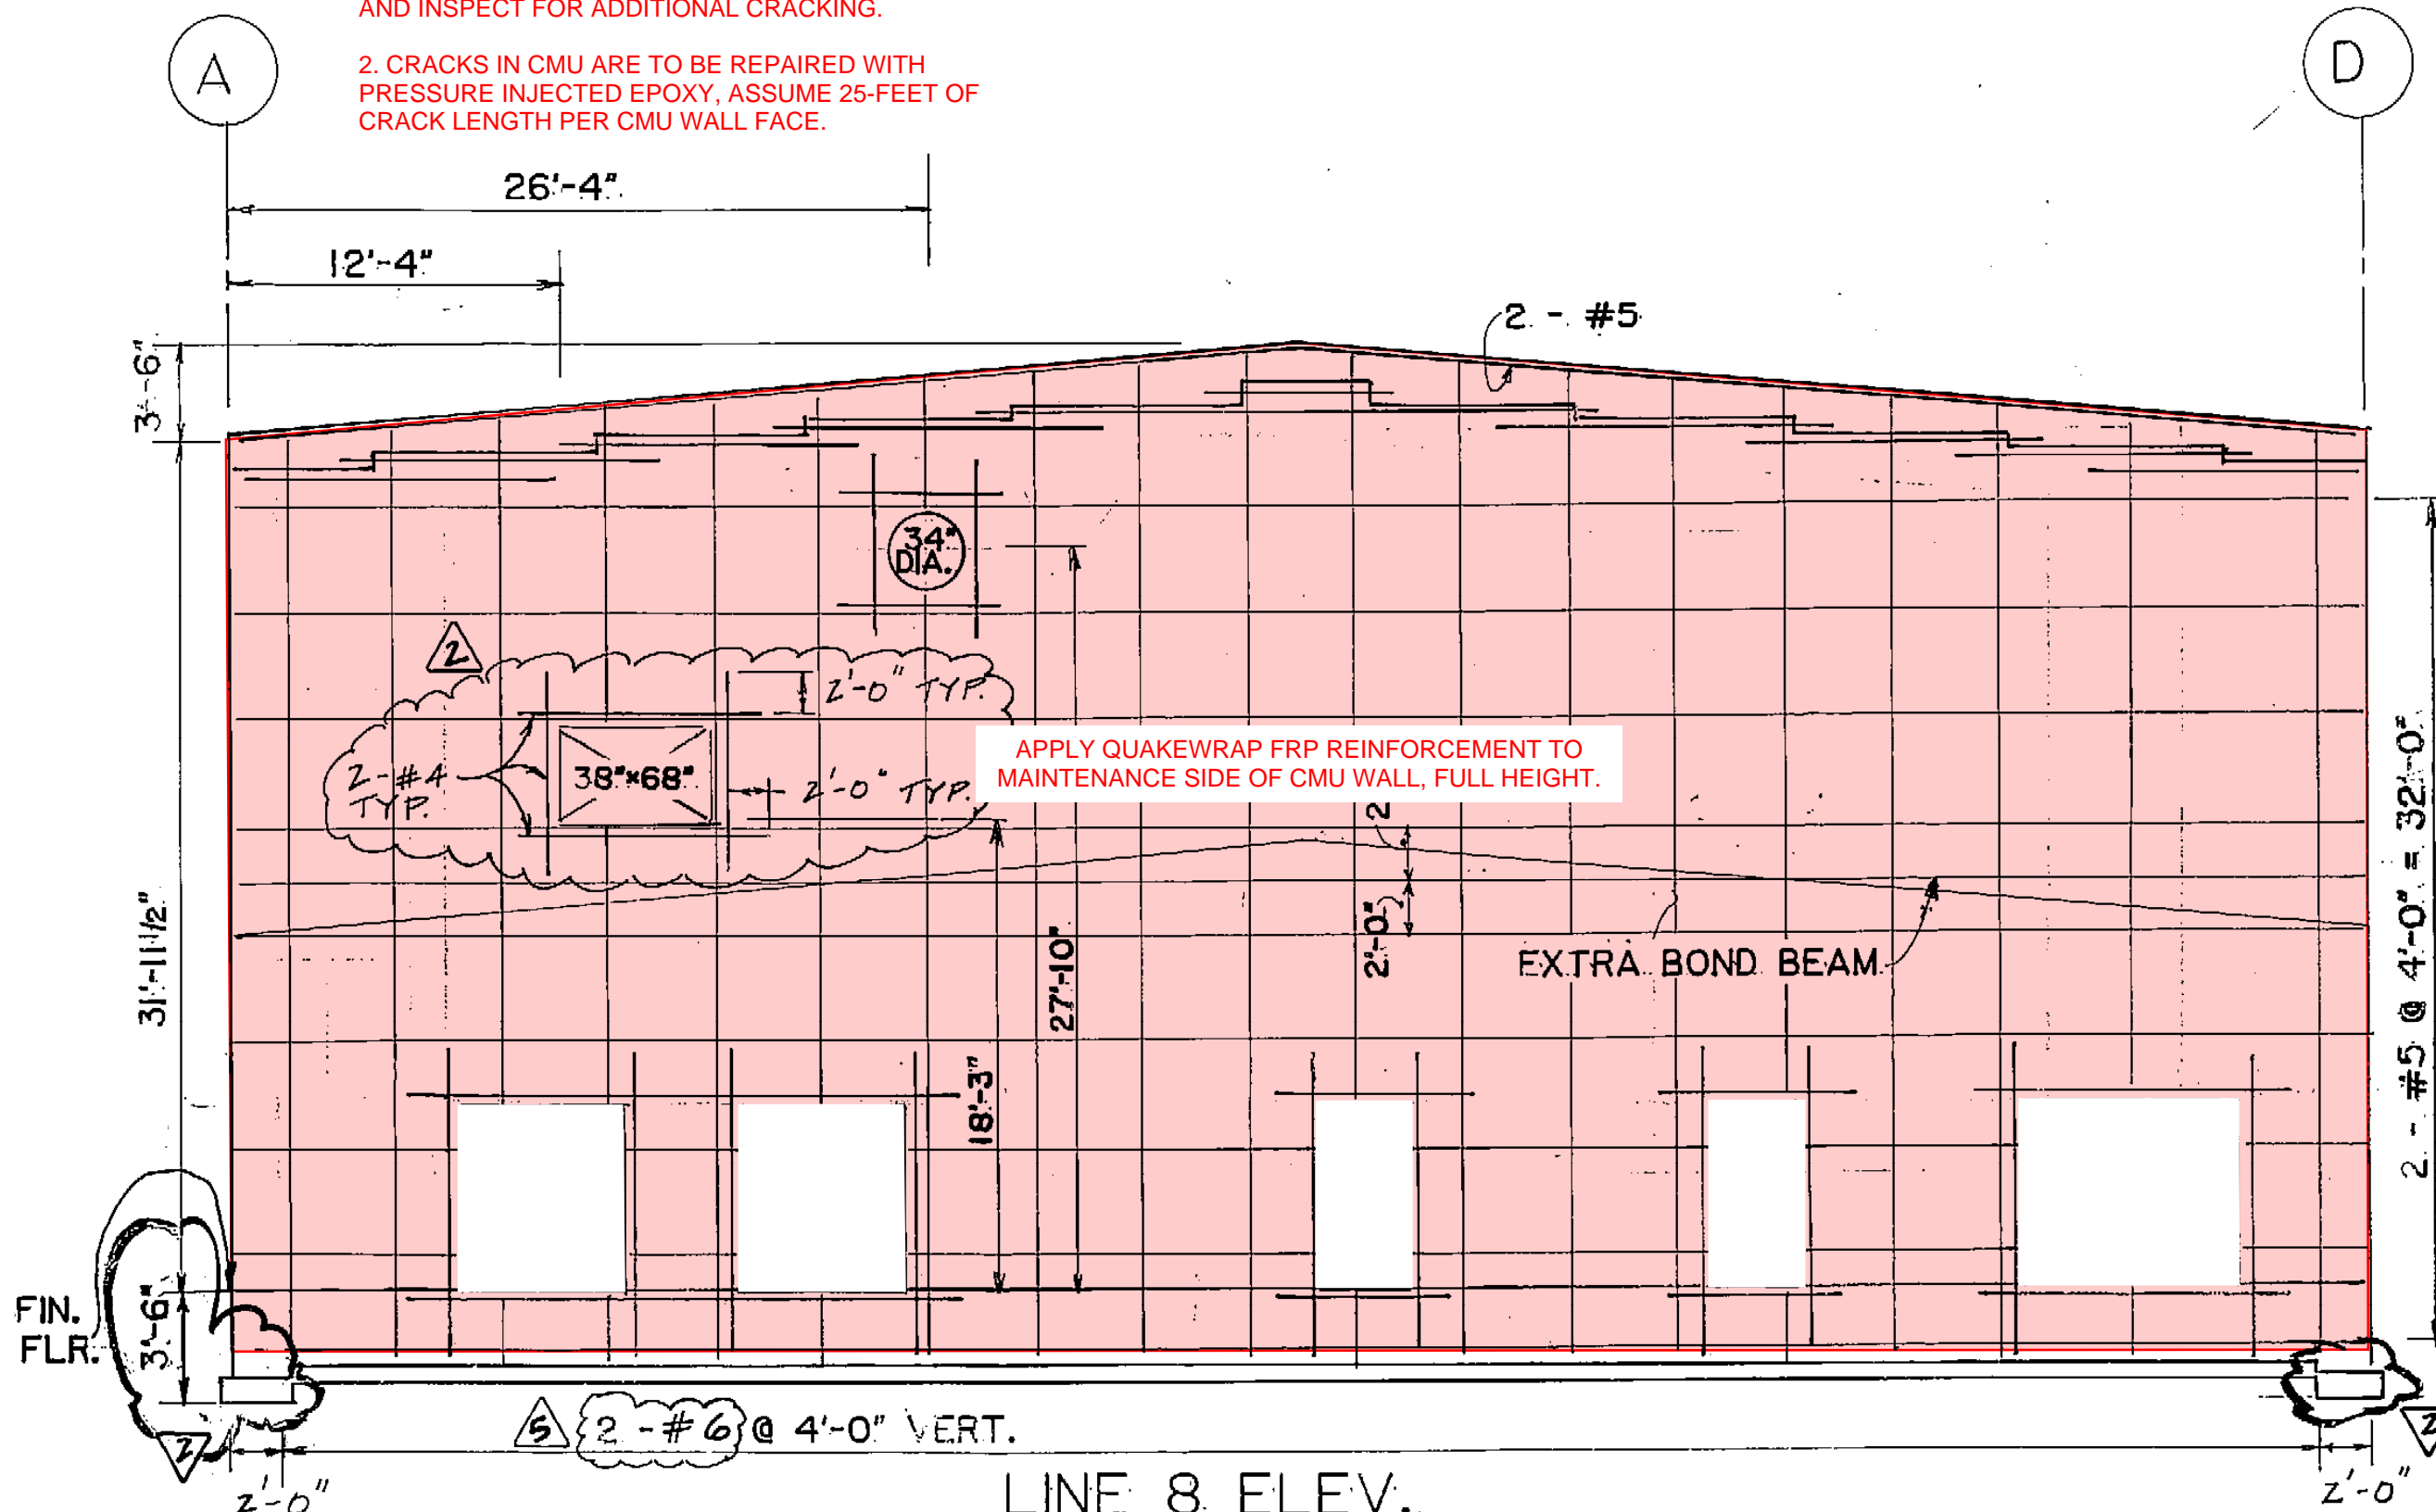 AND INSPECT FOR ADDITIONAL CRACKING.
2. CRACKS IN CMU ARE TO BE REPAIRED WITH
PRESSURE INJECTED EPOXY, ASSUME 25-FEET OF
CRACK LENGTH PER CMU WALL FACE.
A
D
26'-4"
12'-4"
2 - #5
3'-6"
34"
DIA.
2
2'-0" TYP.
2-#4
TYP.
38"x68"
2'-0" TYP.
APPLY QUAKEWRAP FRP REINFORCEMENT TO
MAINTENANCE SIDE OF CMU WALL, FULL HEIGHT.
2
2'-0"
EXTRA BOND BEAM
31'-11 1/2"
27'-10"
18'-3"
2 - #5 @ 4'-0" = 32'-0"
FIN.
FLR.
3'-6"
5 2 - #6 @ 4'-0" VERT.
2
2
2'-0"
2'-0"
LINE 8 ELEV.